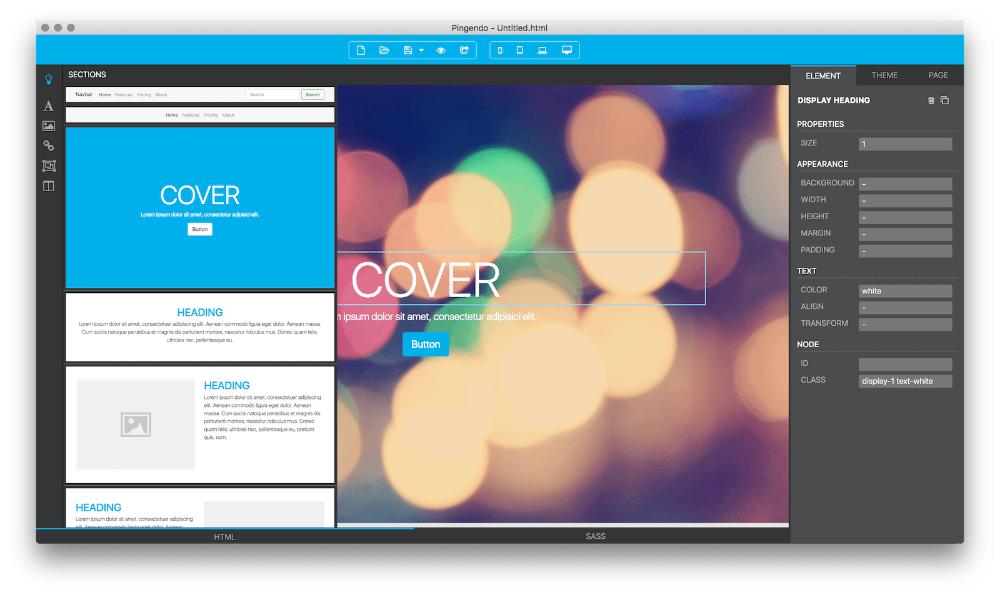 Pingendo - Untitled.html
SECTIONS
Navbar Home Features Pricing About Search Search
Home Features Pricing About
COVER
Lorem ipsum dolor sit amet, consectetur adipisici elit.
Button
HEADING
Lorem ipsum dolor sit amet, consectetuer adipiscing elit. Aenean commodo ligula eget dolor. Aenean massa.
Cum sociis natoque penatibus et magnis dis parturient montes, nascetur ridiculus mus. Donec quam felis,
ultricies nec, pellentesque eu.
HEADING
Lorem ipsum dolor sit amet, consectetuer adipiscing
elit. Aenean commodo ligula eget dolor. Aenean
massa. Cum sociis natoque penatibus et magnis dis
parturient montes, nascetur ridiculus mus. Donec
quam felis, ultricies nec, pellentesque eu, pretium
quis, sem.
HEADING
Lorem ipsum dolor sit amet, consectetuer adipiscing
elit. Aenean commodo ligula eget dolor. Aenean
HTML
COVER
ipsum dolor sit amet, consectetur adipisici elit.
Button
SASS
ELEMENT THEME PAGE
DISPLAY HEADING
PROPERTIES
SIZE 1
APPEARANCE
BACKGROUND -
WIDTH -
HEIGHT -
MARGIN -
PADDING -
TEXT
COLOR white
ALIGN -
TRANSFORM -
NODE
ID
CLASS display-1 text-white